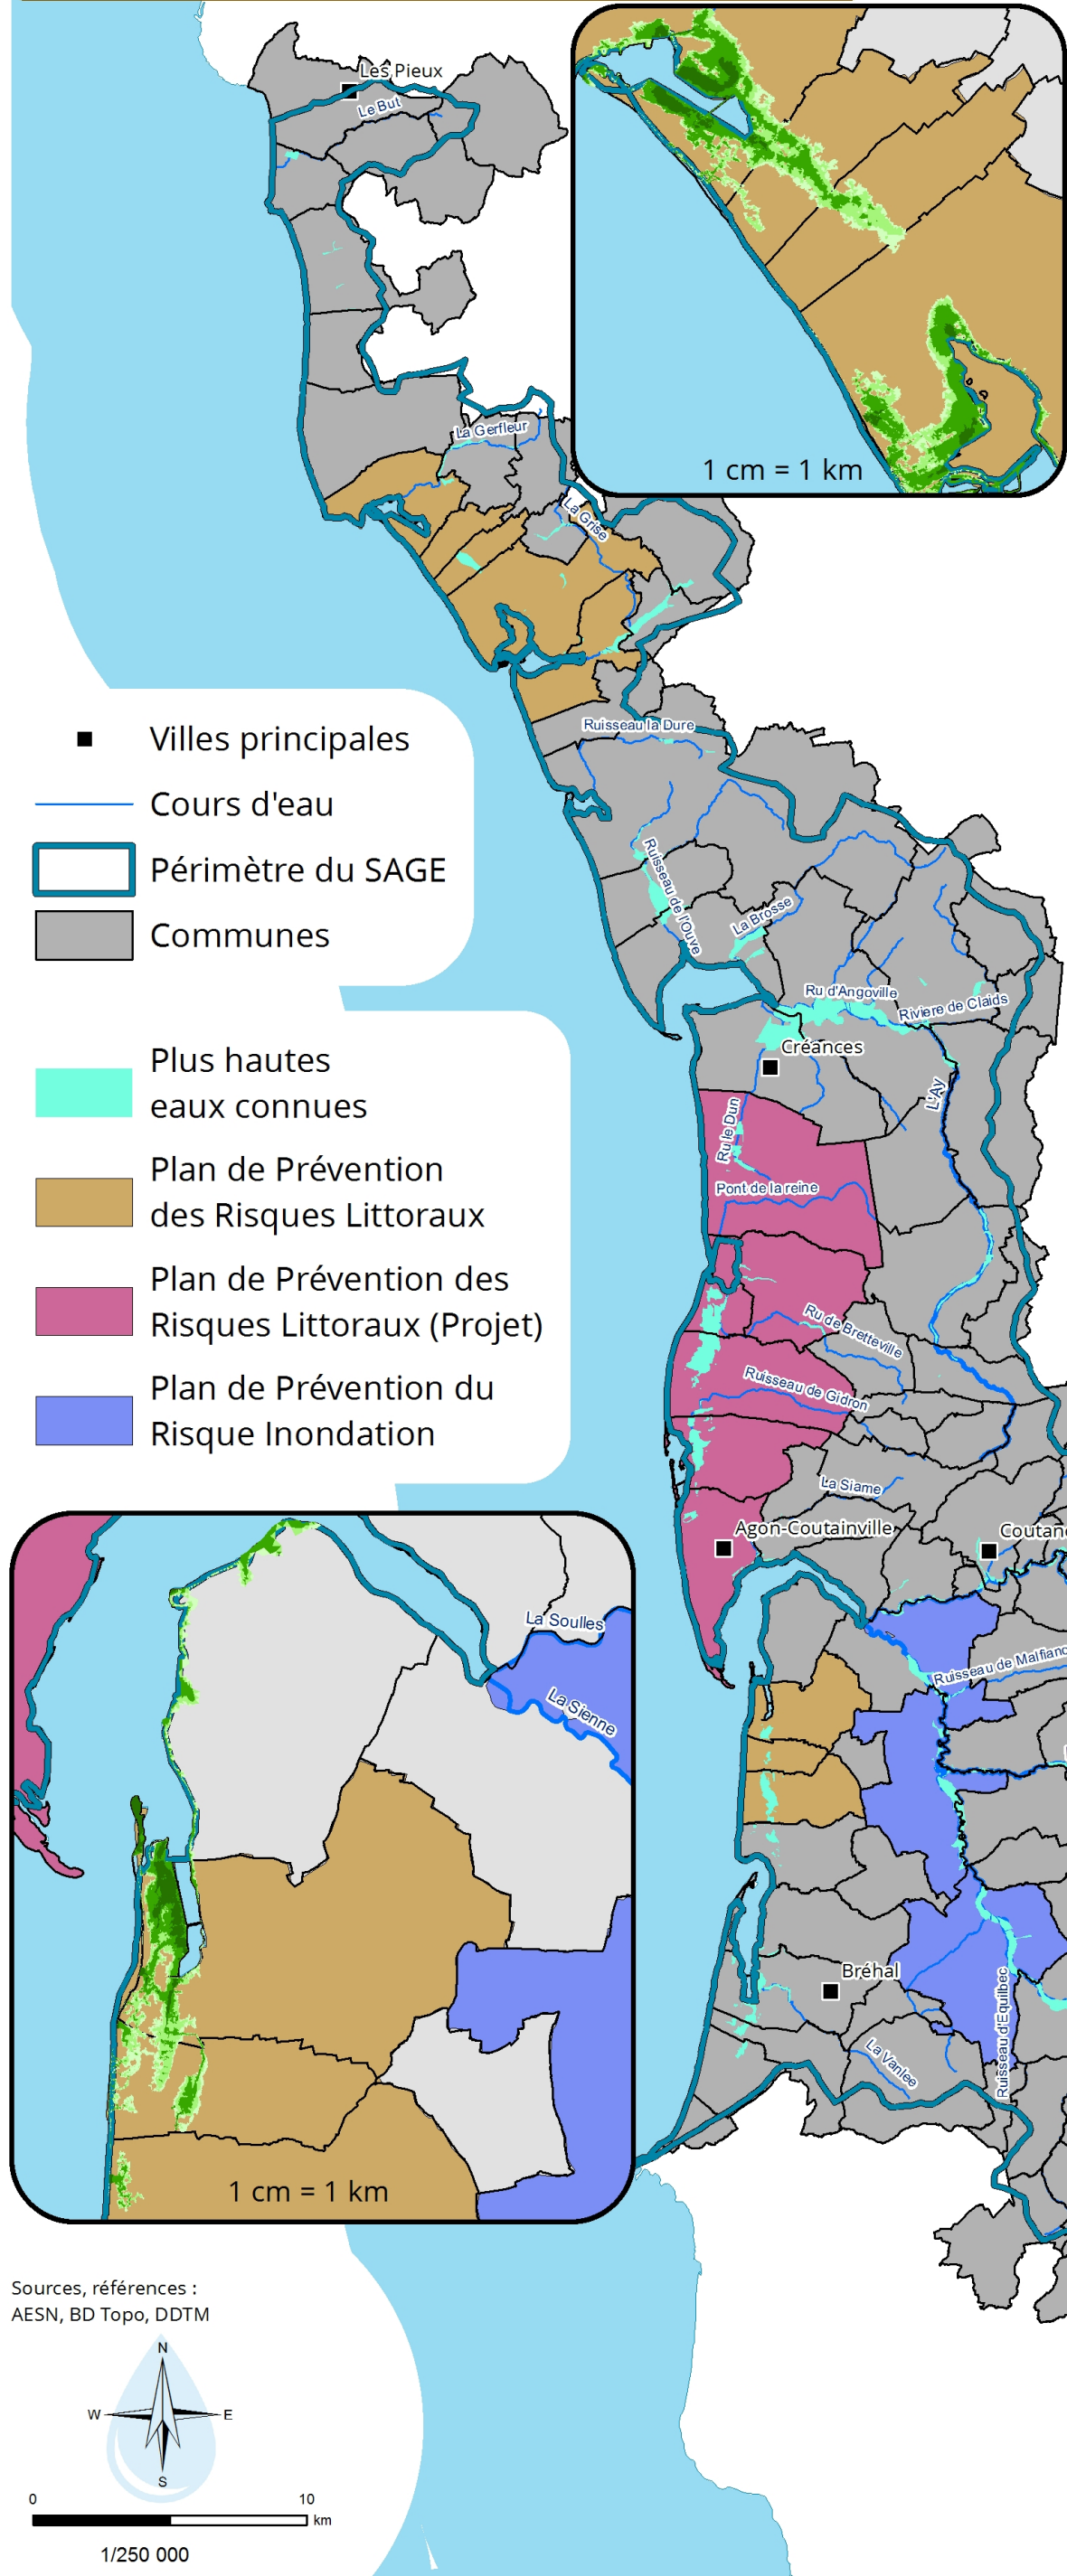 Les Pieux
Le But
1 cm = 1 km
La Gerfleur
La Grise
Villes principales
Cours d'eau
Périmètre du SAGE
Communes
Ruisseau la Dure
Ruisseau de l'Ouve
La Brosse
Ru d'Angoville
Riviere de Claids
Créances
L'Ay
Plus hautes
eaux connues
Plan de Prévention
des Risques Littoraux
Plan de Prévention des
Risques Littoraux (Projet)
Plan de Prévention du
Risque Inondation
Ru le Dun
Pont de la reine
Ru de Bretteville
Ruisseau de Gidron
La Siame
Agon-Coutainville
Coutanc
La Soulles
La Sienne
Ruisseau de Malfianc
Bréhal
Ruisseau d'Equilbec
La Vanlee
1 cm = 1 km
Sources, références :
AESN, BD Topo, DDTM
N
W E
S
0 10
km
1/250 000